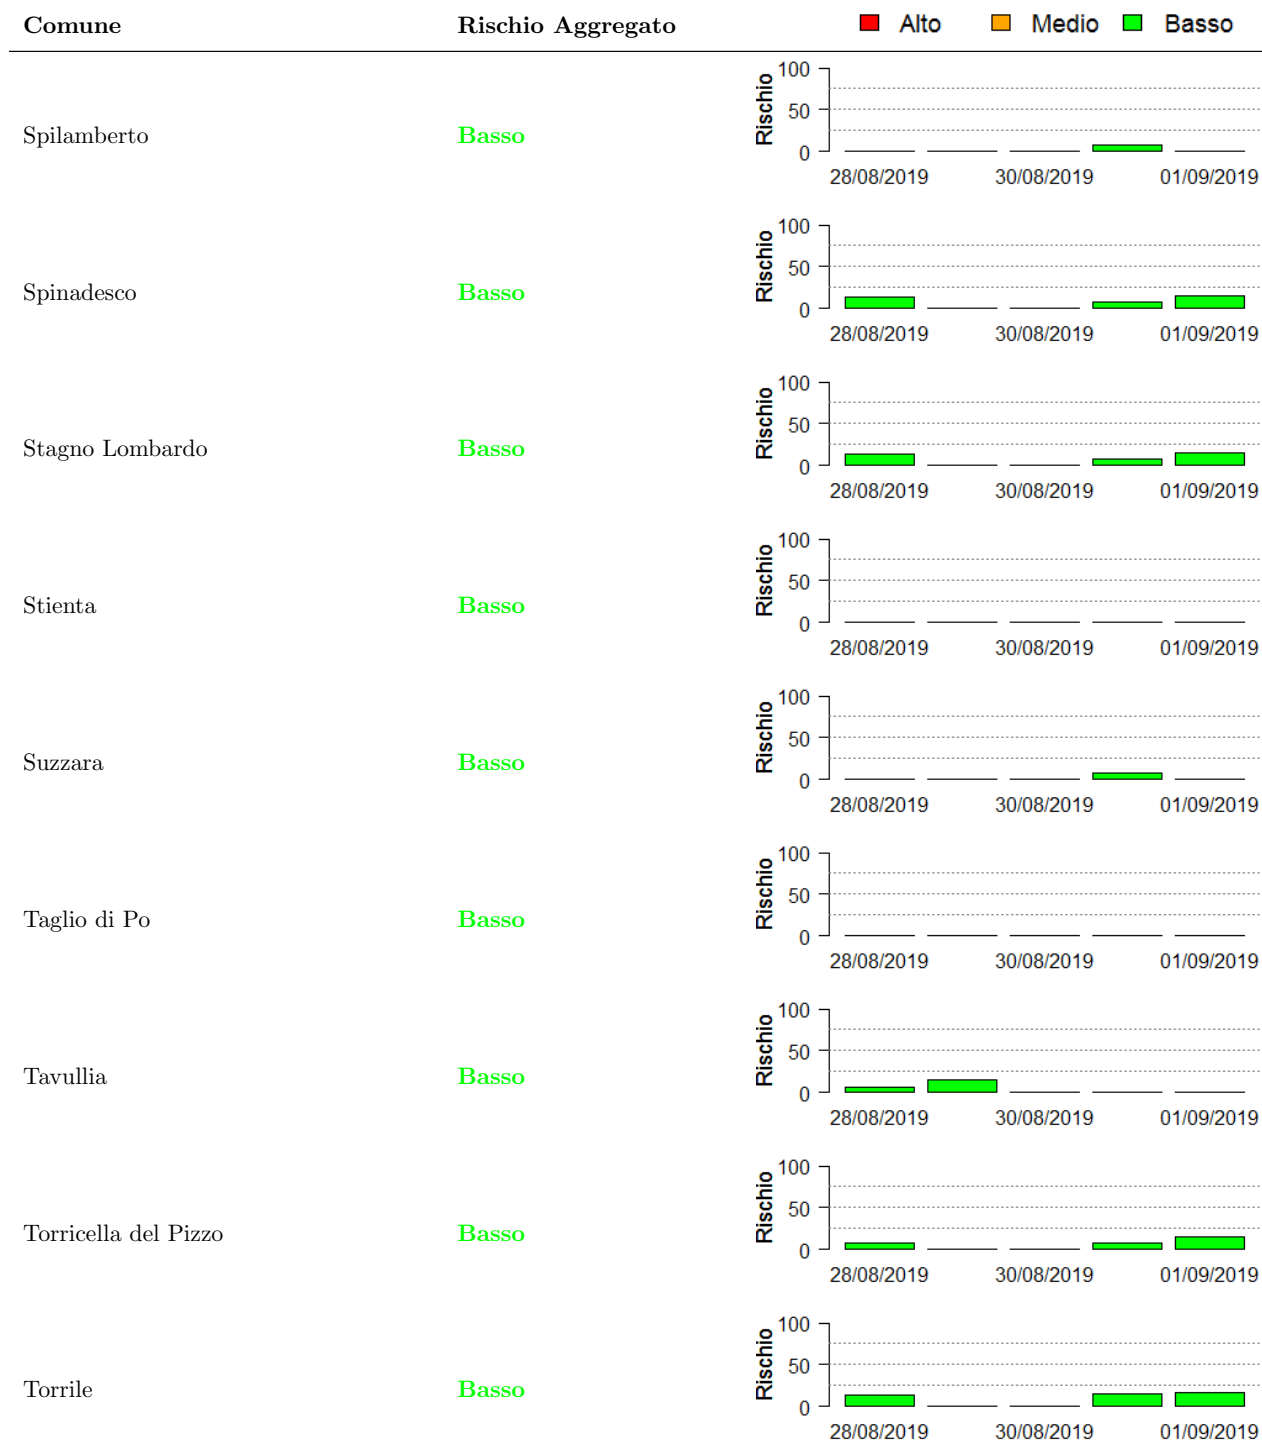 Comune Rischio Aggregato Alto Medio Basso
100
50
0
Rischio
Spilamberto Basso
28/08/2019 30/08/2019 01/09/2019
100
50
0
Rischio
Spinadesco Basso
28/08/2019 30/08/2019 01/09/2019
100
50
0
Rischio
Stagno Lombardo Basso
28/08/2019 30/08/2019 01/09/2019
100
50
0
Rischio
Stienta Basso
28/08/2019 30/08/2019 01/09/2019
100
50
0
Rischio
Suzzara Basso
28/08/2019 30/08/2019 01/09/2019
100
50
0
Rischio
Taglio di Po Basso
28/08/2019 30/08/2019 01/09/2019
100
50
0
Rischio
Tavullia Basso
28/08/2019 30/08/2019 01/09/2019
100
50
0
Rischio
Torricella del Pizzo Basso
28/08/2019 30/08/2019 01/09/2019
100
50
0
Rischio
Torrile Basso
28/08/2019 30/08/2019 01/09/2019